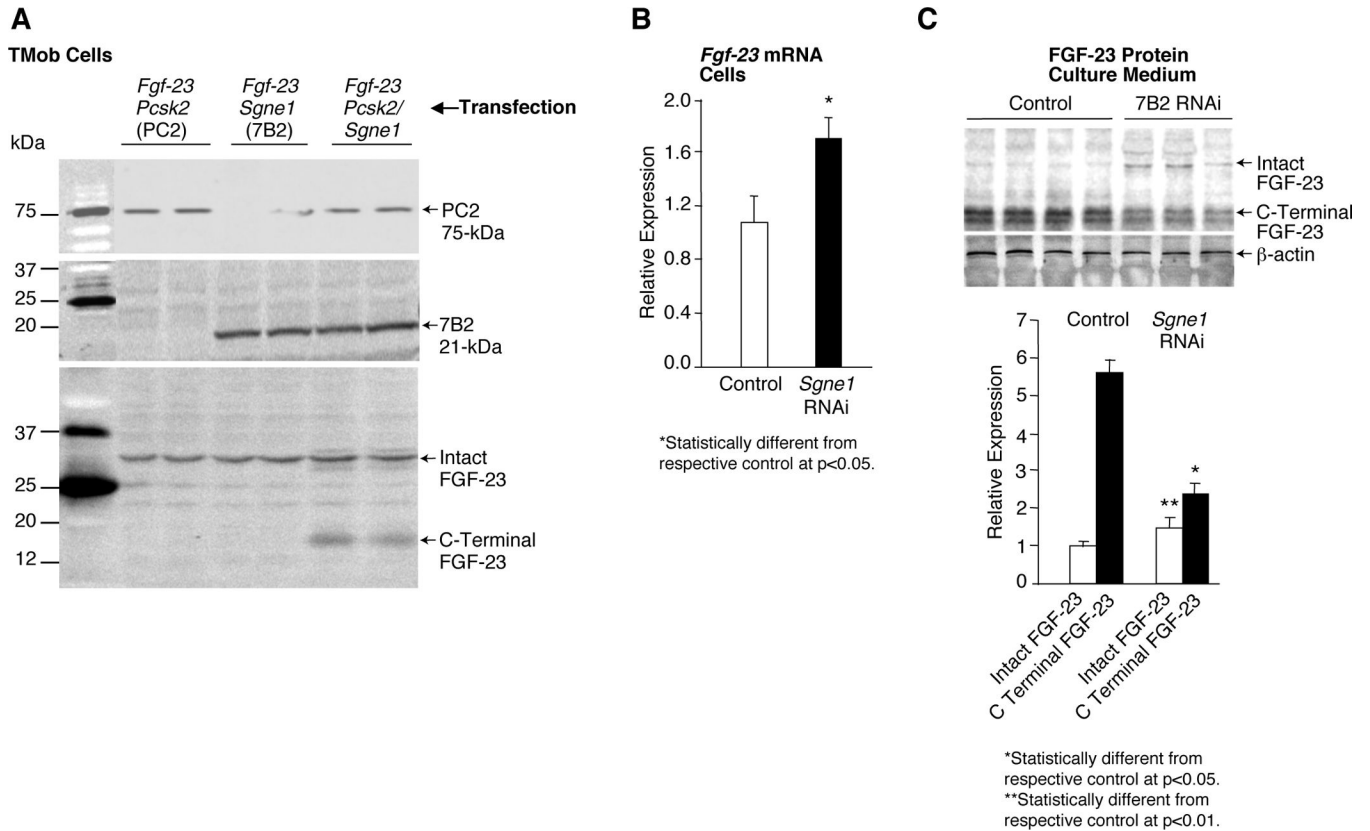 A
TMob Cells
Fgf-23
Pcsk2
(PC2)
Fgf-23
Sgne1
(7B2)
Fgf-23
Pcsk2/
Sgne1
←Transfection
kDa
75
PC2
75-kDa
37
25
20
7B2
21-kDa
37
25
20
12
Intact
FGF-23
C-Terminal
FGF-23
B
Fgf-23 mRNA
Cells
Relative Expression
2.0
1.6
1.2
0.8
0.4
0.0
*
Control
Sgne1
RNAi
*Statistically different from
respective control at p<0.05.
C
FGF-23 Protein
Culture Medium
Control
7B2 RNAi
Intact
FGF-23
C-Terminal
FGF-23
β-actin
Relative Expression
7
6
5
4
3
2
1
0
Control
Sgne1
RNAi
**
*
Intact FGF-23
C Terminal FGF-23
Intact FGF-23
C Terminal FGF-23
*Statistically different from
respective control at p<0.05.
**Statistically different from
respective control at p<0.01.